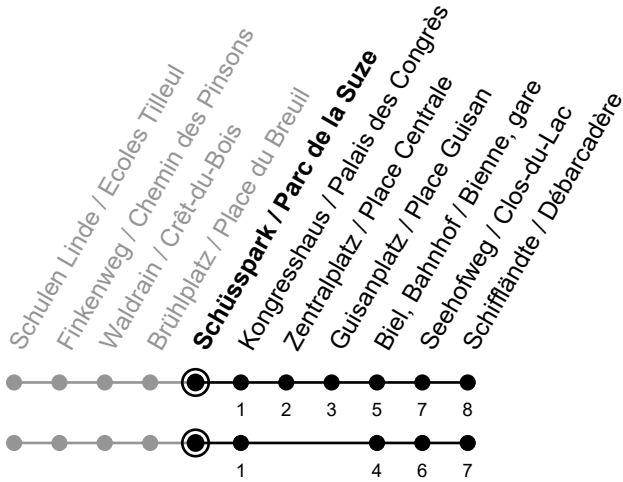 Schulen Linde / Ecoles Tilleul
Finkenweg / Chemin des Pinsons
Waldrain / Crêt-du-Bois
Brühlplatz / Place du Breuil
Schüsspark / Parc de la Suze
Kongresshaus / Palais des Congrès
Zentralplatz / Place Centrale
Guisanplatz / Place Guisan
Biel, Bahnhof / Bienne, gare
Seehofweg / Clos-du-Lac
Schifflände / Débarcadère
1 2 3 5 7 8
1 4 6 7